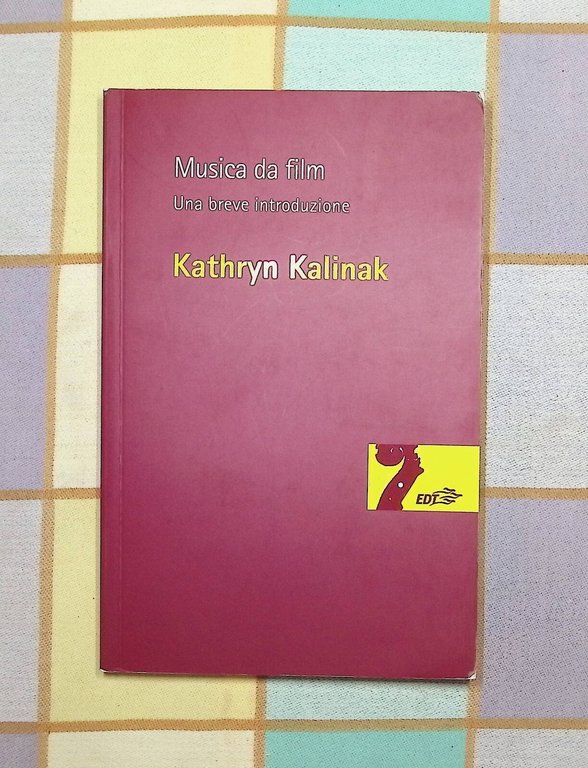 Musica da film
Una breve introduzione
Kathryn Kalinak
EDT